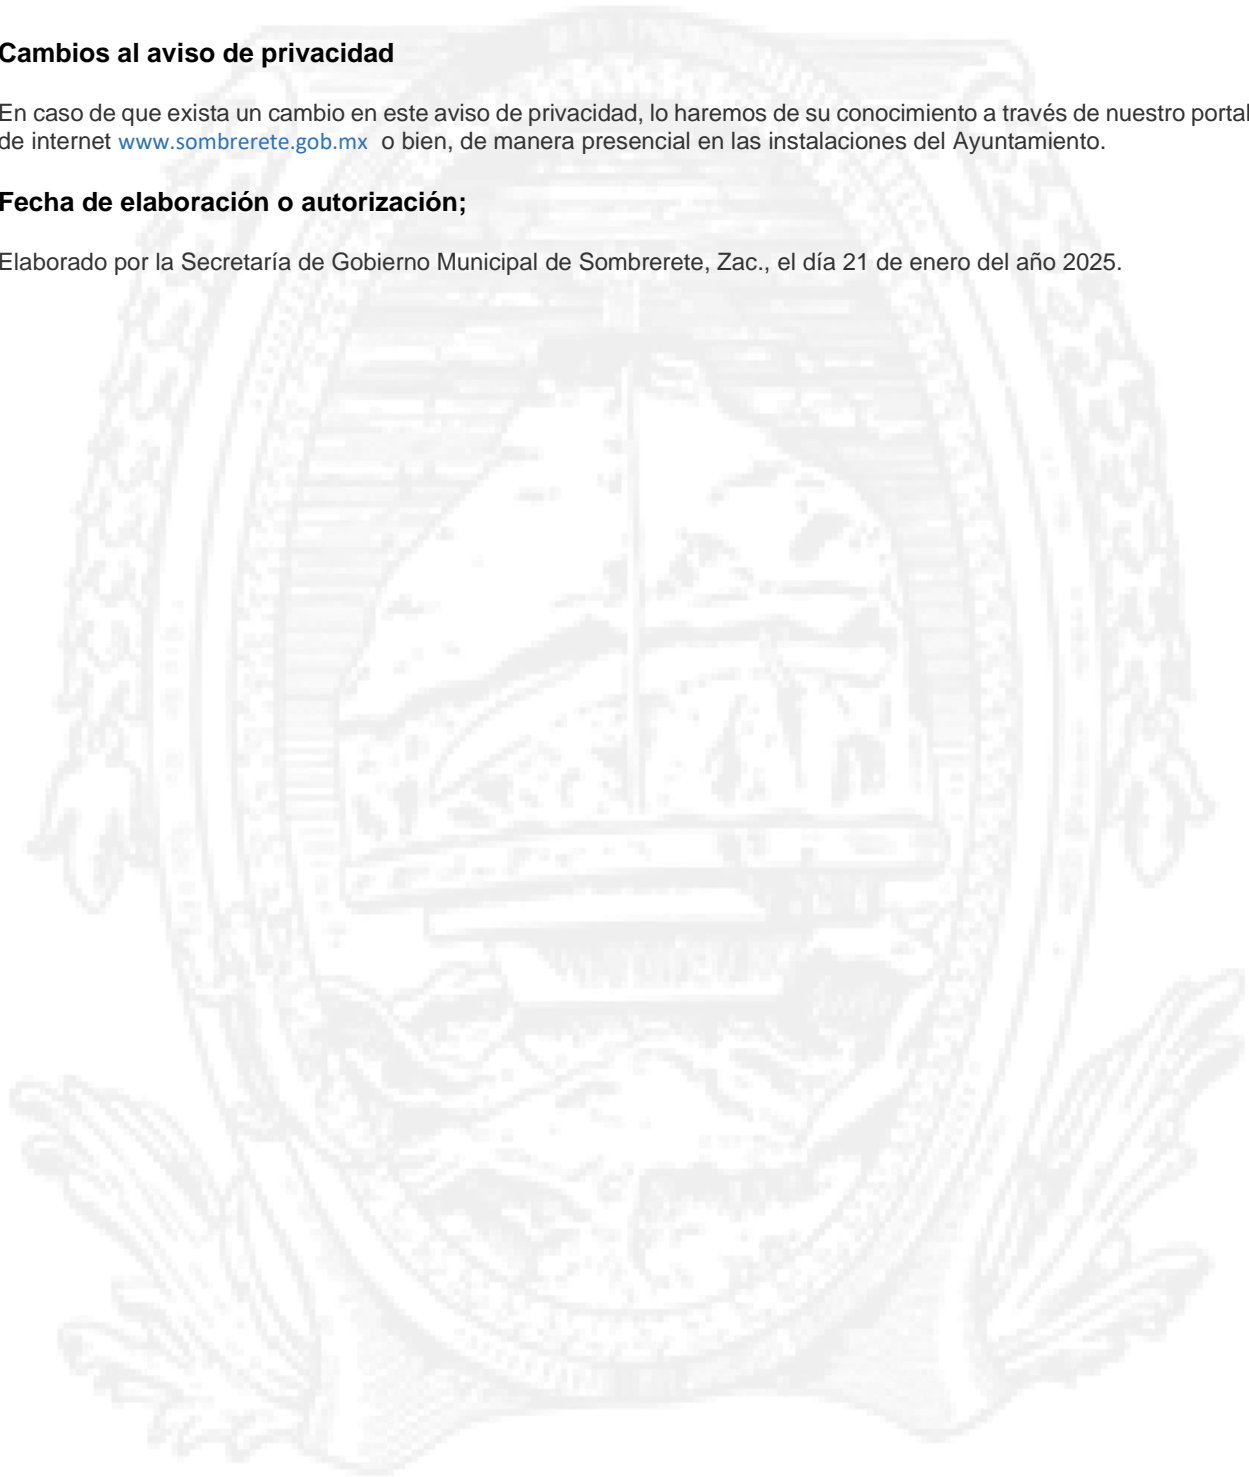 Cambios al aviso de privacidad
En caso de que exista un cambio en este aviso de privacidad, lo haremos de su conocimiento a través de nuestro portal
de internet www.sombrerete.gob.mx o bien, de manera presencial en las instalaciones del Ayuntamiento.
Fecha de elaboración o autorización;
Elaborado por la Secretaría de Gobierno Municipal de Sombrerete, Zac., el día 21 de enero del año 2025.